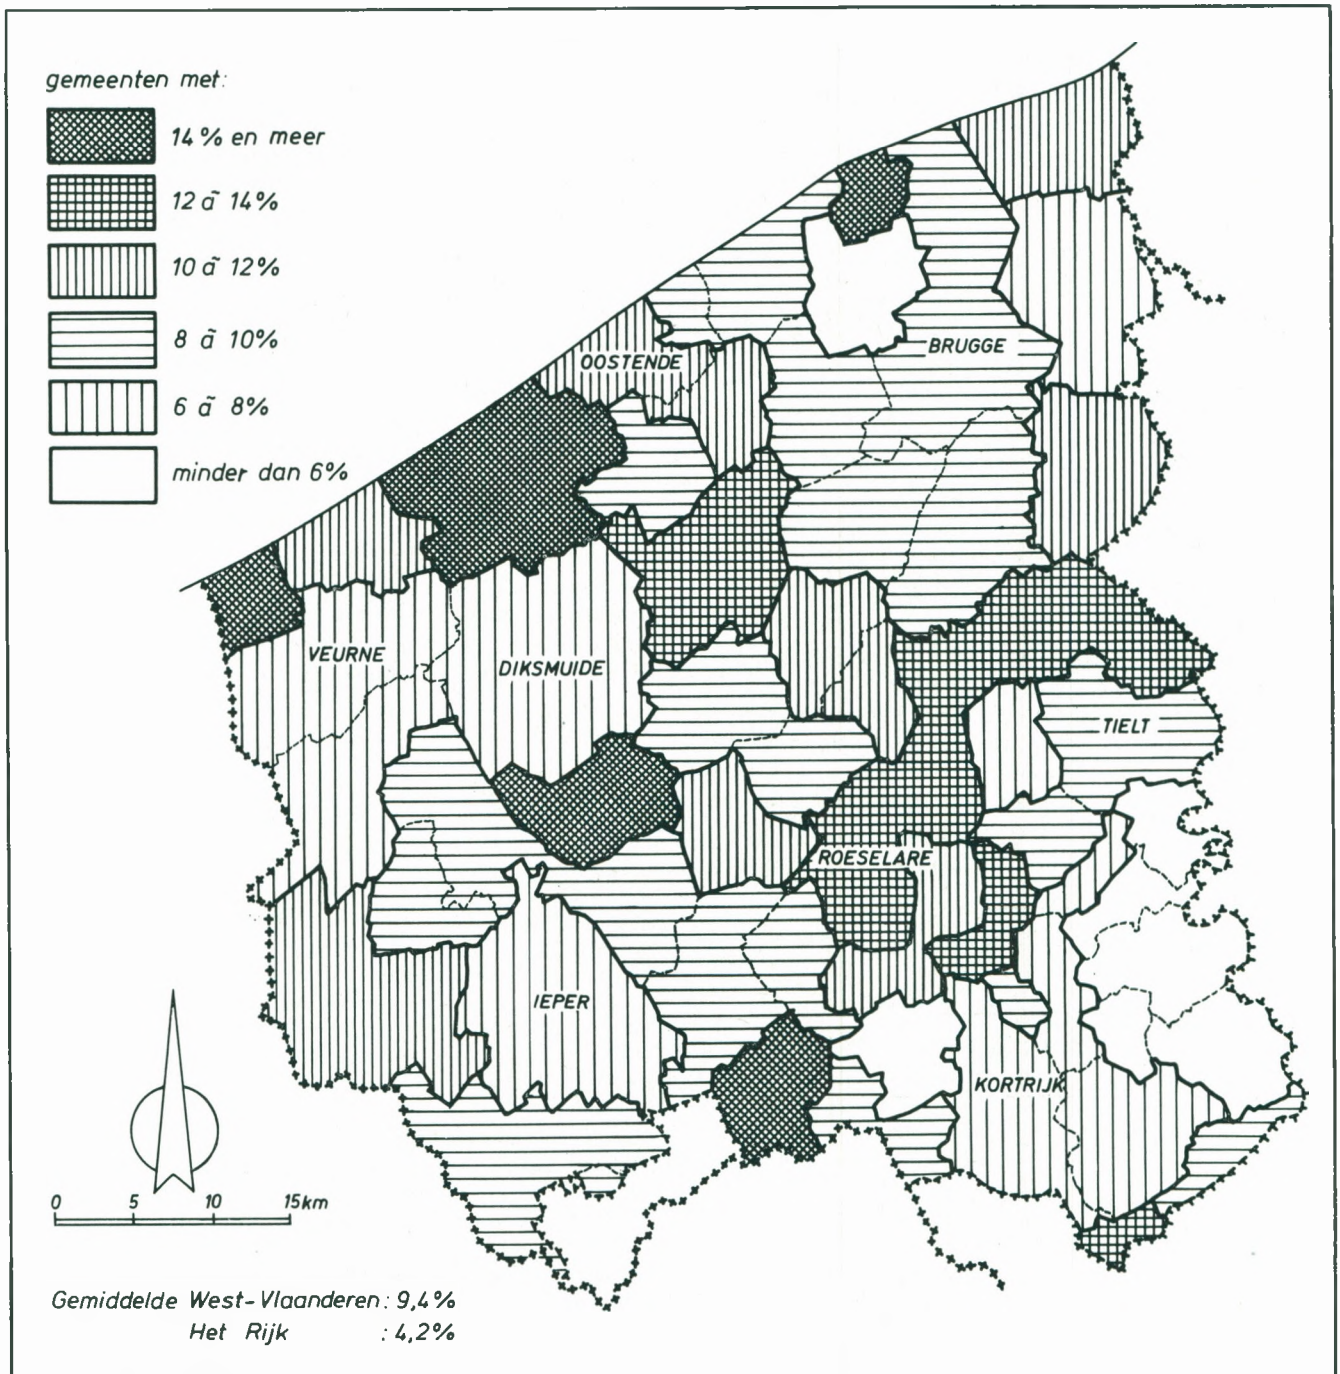 gemeenten met:
14% en meer
12 ã 14%
10 ã 12%
8 ã 10%
6 ã 8%
minder dan 6%
BRUGGE
OOSTENDE
VEURNE
DIKSMUIDE
TIELT
ROESELARE
IEPER
KORTRIJK
0 5 10 15km
Gemiddelde West-Vlaanderen: 9,4%
Het Rijk : 4,2%